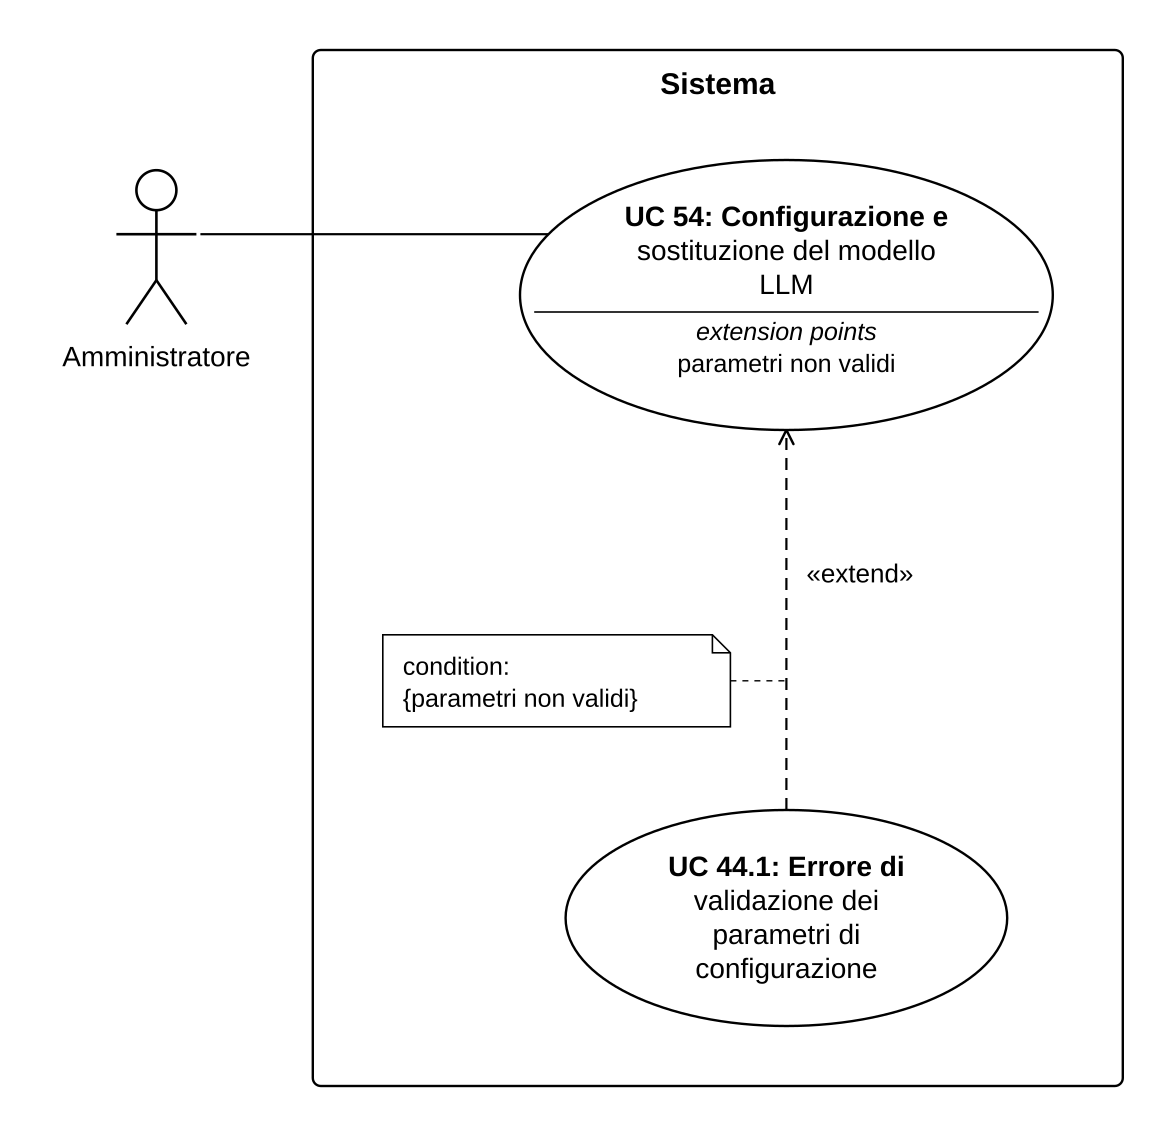 Sistema
UC 54: Configurazione e
sostituzione del modello
LLM
extension points
parametri non validi
Amministratore
«extend»
condition:
{parametri non validi}
UC 44.1: Errore di
validazione dei
parametri di
configurazione